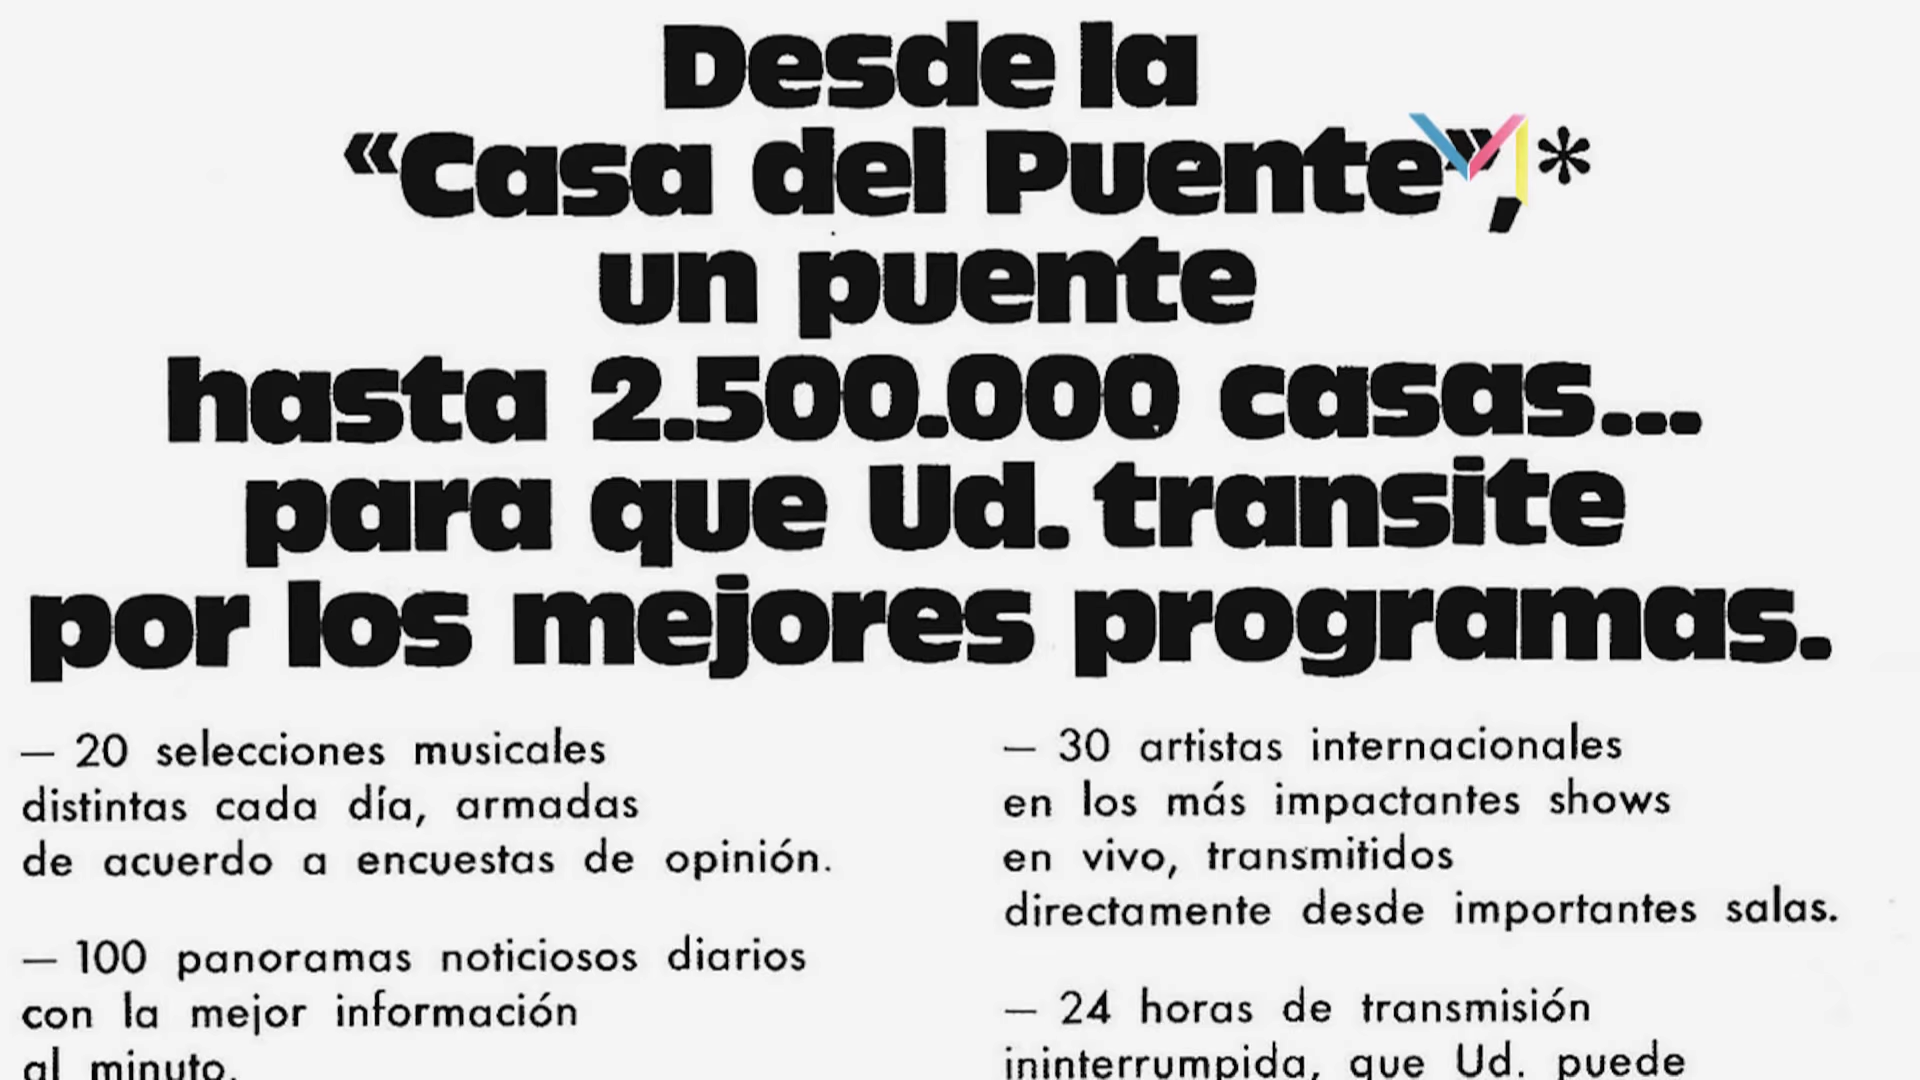 Desde la
“Casa del Puente”,*
un puente
hasta 2.500.000 casas...
para que Ud. transite
por los mejores programas.
— 20 selecciones musicales
distintas cada día, armadas
de acuerdo a encuestas de opinión.
— 100 panoramas noticiosos diarios
con la mejor información
al minuto.
— 30 artistas internacionales
en los más impactantes shows
en vivo, transmitidos
directamente desde importantes salas.
— 24 horas de transmisión
ininterrumpida, que Ud. puede